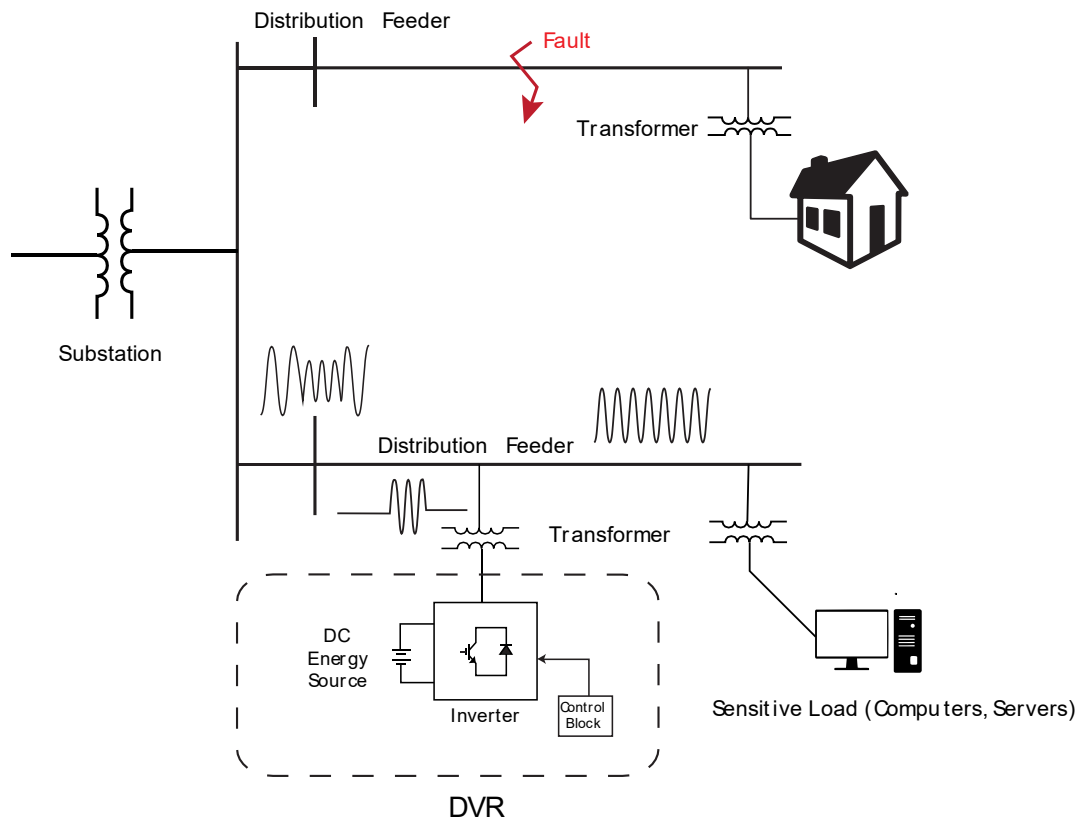 Distribution Feeder
Fault
Transformer
Substation
Distribution Feeder
Transformer
DC
Energy
Source
Inverter
Control
Block
Sensitive Load (Computers, Servers)
DVR